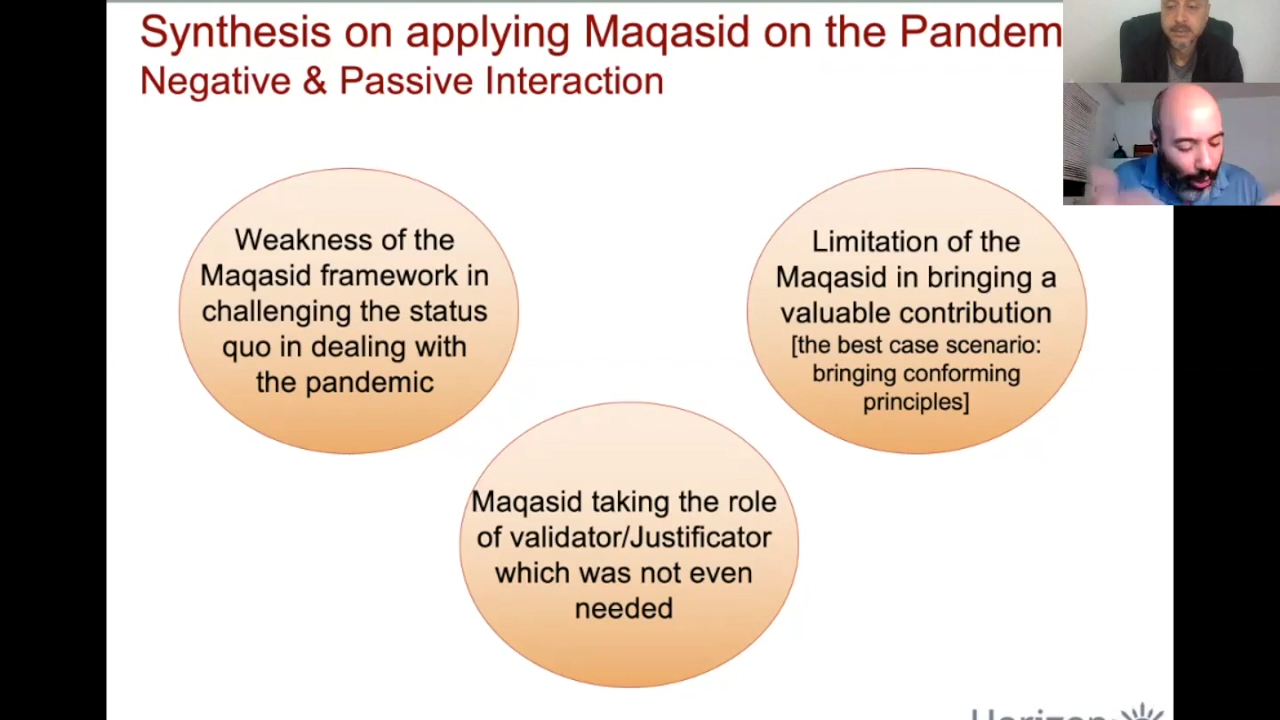 Synthesis on applying Maqasid on the Pandem
Negative & Passive Interaction
Weakness of the
Maqasid framework in
challenging the status
quo in dealing with
the pandemic
Limitation of the
Maqasid in bringing a
valuable contribution
[the best case scenario:
bringing conforming
principles]
Maqasid taking the role
of validator/Justificator
which was not even
needed